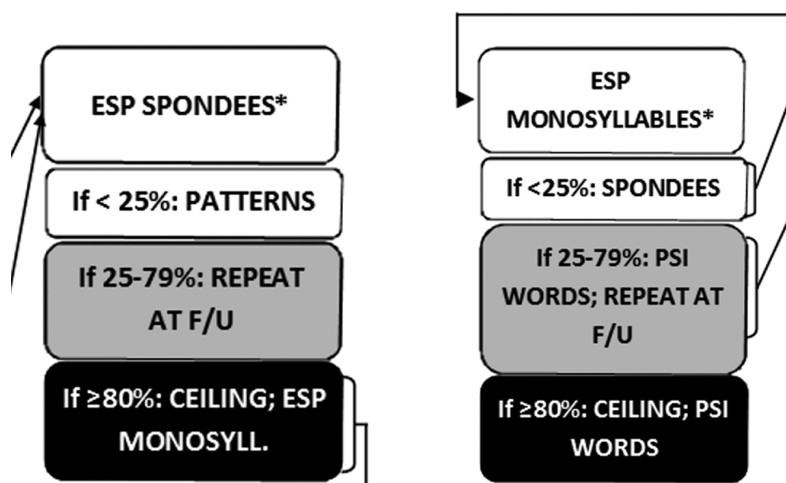 ESP SPONDEES*
If < 25%: PATTERNS
If 25-79%: REPEAT
AT F/U
If ≥80%: CEILING; ESP
MONOSYLL.
ESP
MONOSYLLABLES*
If <25%: SPONDEES
If 25-79%: PSI
WORDS; REPEAT AT
F/U
If ≥80%: CEILING; PSI
WORDS